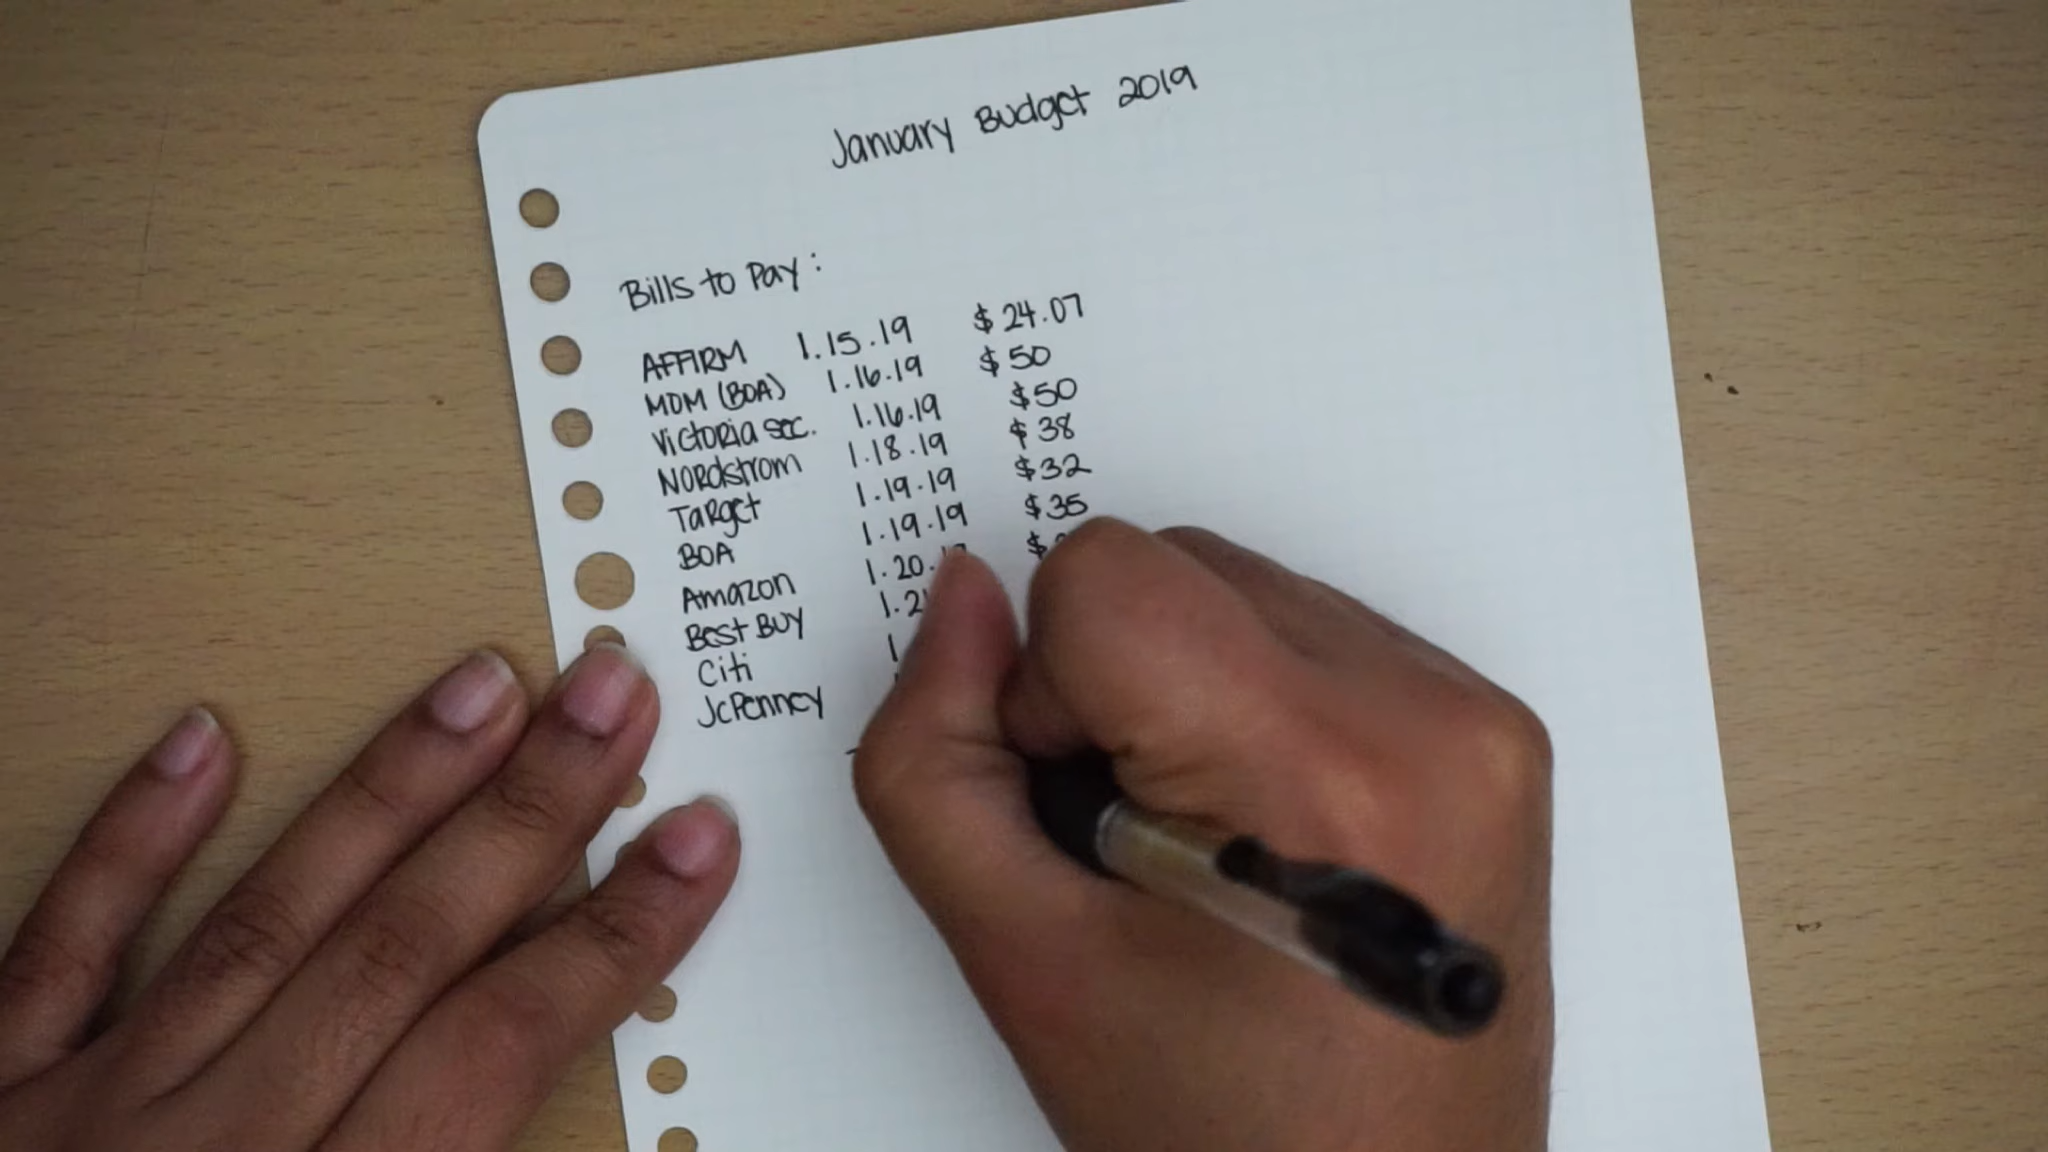 January Budget 2019
Bills to Pay:
AFFIRM 1.15.19 $24.07
MOM (BOA) 1.16.19 $50
Victoria Sec. 1.16.19 $50
Nordstrom 1.18.19 $38
Target 1.19.19 $32
BOA 1.19.19 $35
Amazon 1.20.
Best Buy
Citi
JcPenney